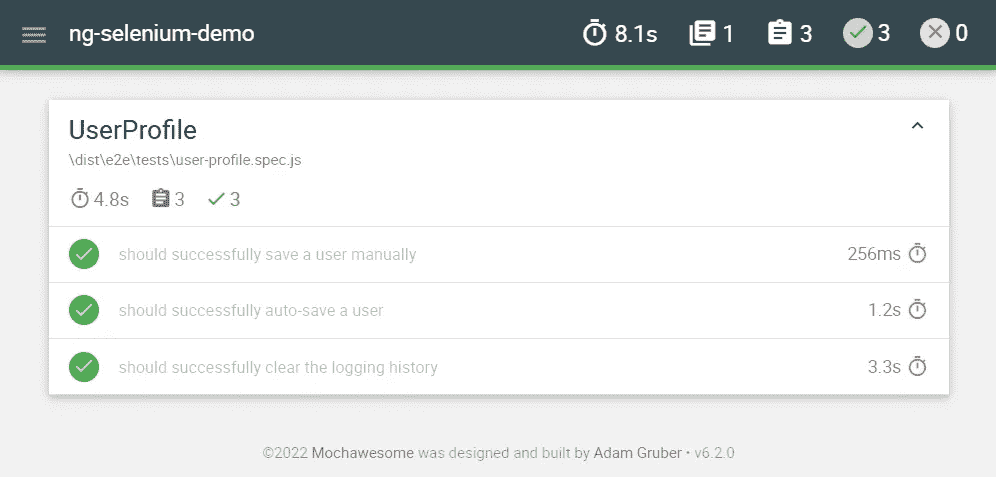 ng-selenium-demo 8.1s 1 3 3 0
UserProfile
\dist\e2e\tests\user-profile.spec.js
4.8s 3 3
should successfully save a user manually 256ms
should successfully auto-save a user 1.2s
should successfully clear the logging history 3.3s
©2022 Mochawesome was designed and built by Adam Gruber • v6.2.0